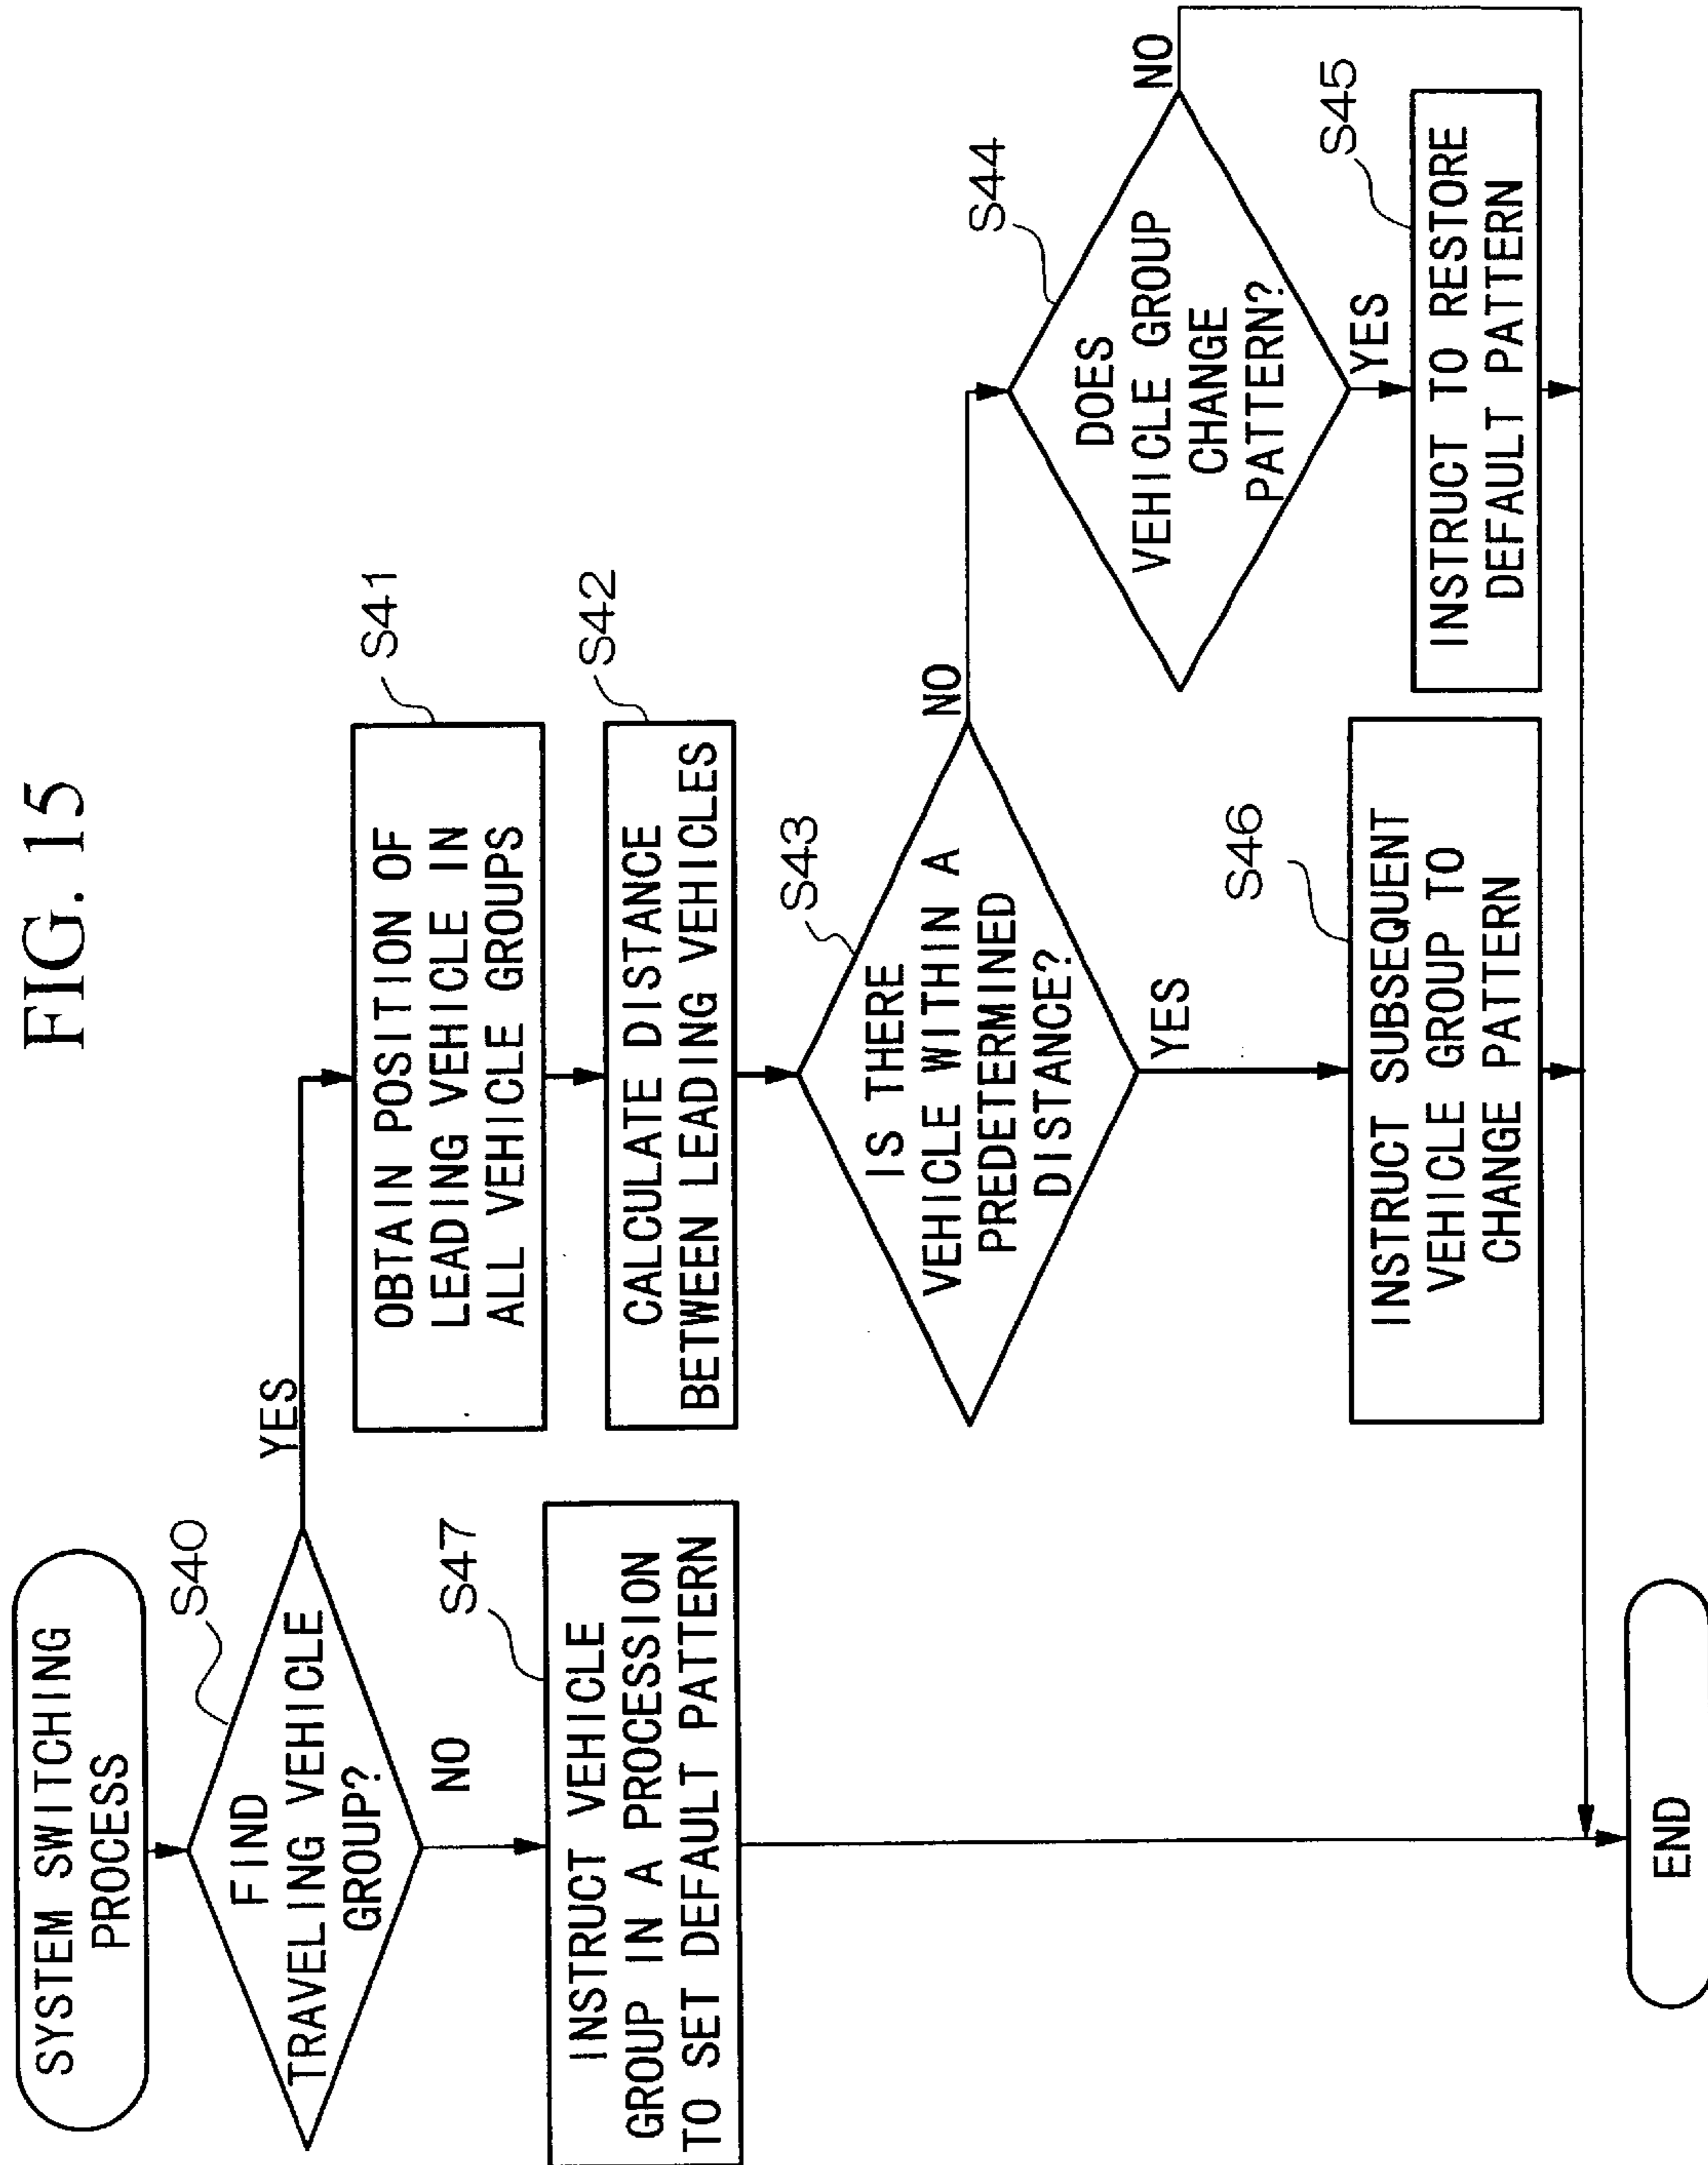 FIG. 15
SYSTEM SWITCHING
PROCESS
S40
FIND
TRAVELING VEHICLE
GROUP?
YES
NO
S47
INSTRUCT VEHICLE
GROUP IN A PROCESSION
TO SET DEFAULT PATTERN
S41
OBTAIN POSITION OF
LEADING VEHICLE IN
ALL VEHICLE GROUPS
S42
CALCULATE DISTANCE
BETWEEN LEADING VEHICLES
S43
IS THERE
VEHICLE WITHIN A
PREDETERMINED
DISTANCE?
NO
YES
S46
INSTRUCT SUBSEQUENT
VEHICLE GROUP TO
CHANGE PATTERN
S44
DOES
VEHICLE GROUP
CHANGE
PATTERN?
NO
YES
S45
INSTRUCT TO RESTORE
DEFAULT PATTERN
END